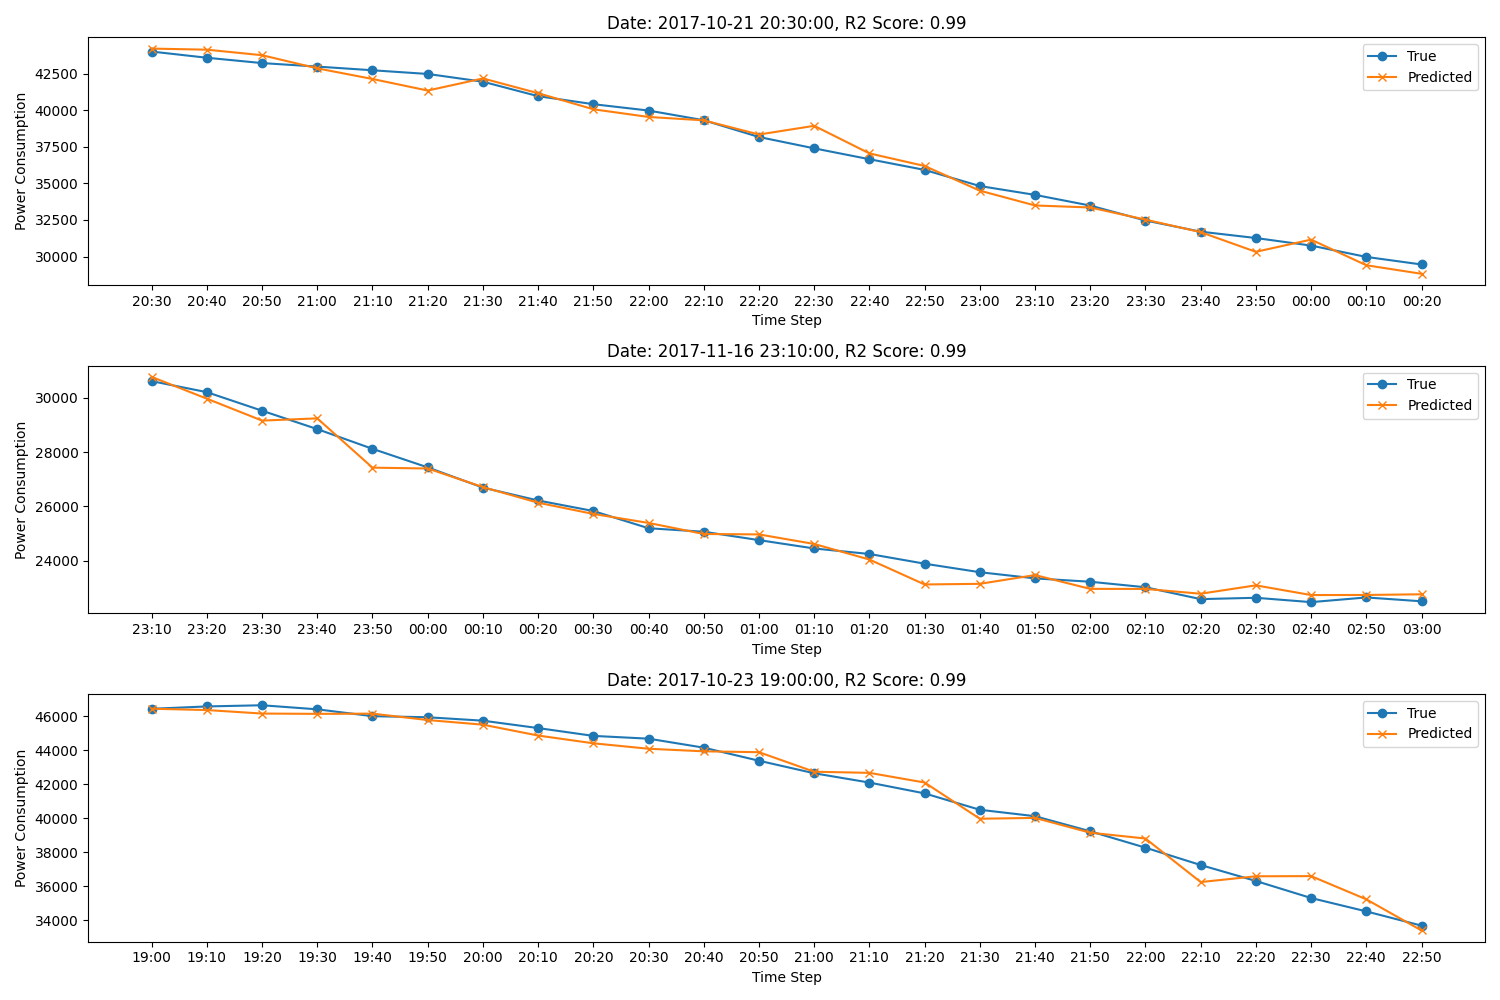 Date: 2017-10-21 20:30:00, R2 Score: 0.99
True
Predicted
Power Consumption
42500
40000
37500
35000
32500
30000
20:30 20:40 20:50 21:00 21:10 21:20 21:30 21:40 21:50 22:00 22:10 22:20 22:30 22:40 22:50 23:00 23:10 23:20 23:30 23:40 23:50 00:00 00:10 00:20
Time Step
Date: 2017-11-16 23:10:00, R2 Score: 0.99
True
Predicted
Power Consumption
30000
28000
26000
24000
23:10 23:20 23:30 23:40 23:50 00:00 00:10 00:20 00:30 00:40 00:50 01:00 01:10 01:20 01:30 01:40 01:50 02:00 02:10 02:20 02:30 02:40 02:50 03:00
Time Step
Date: 2017-10-23 19:00:00, R2 Score: 0.99
True
Predicted
Power Consumption
46000
44000
42000
40000
38000
36000
34000
19:00 19:10 19:20 19:30 19:40 19:50 20:00 20:10 20:20 20:30 20:40 20:50 21:00 21:10 21:20 21:30 21:40 21:50 22:00 22:10 22:20 22:30 22:40 22:50
Time Step